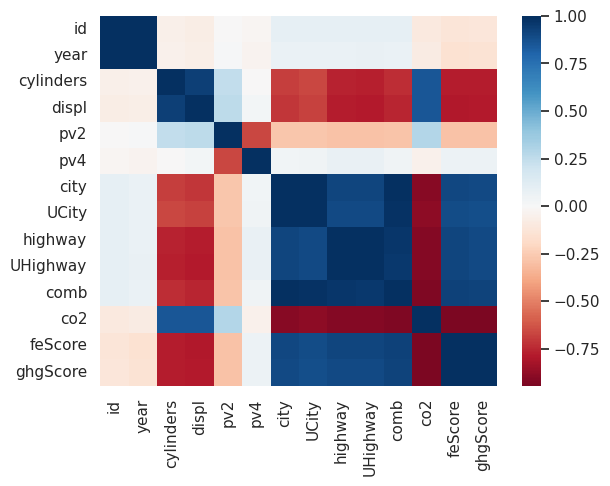 id
year
cylinders
displ
pv2
pv4
city
UCity
highway
UHighway
comb
co2
feScore
ghgScore
id
year
cylinders
displ
pv2
pv4
city
UCity
highway
UHighway
comb
co2
feScore
ghgScore
1.00
0.75
0.50
0.25
0.00
−0.25
−0.50
−0.75